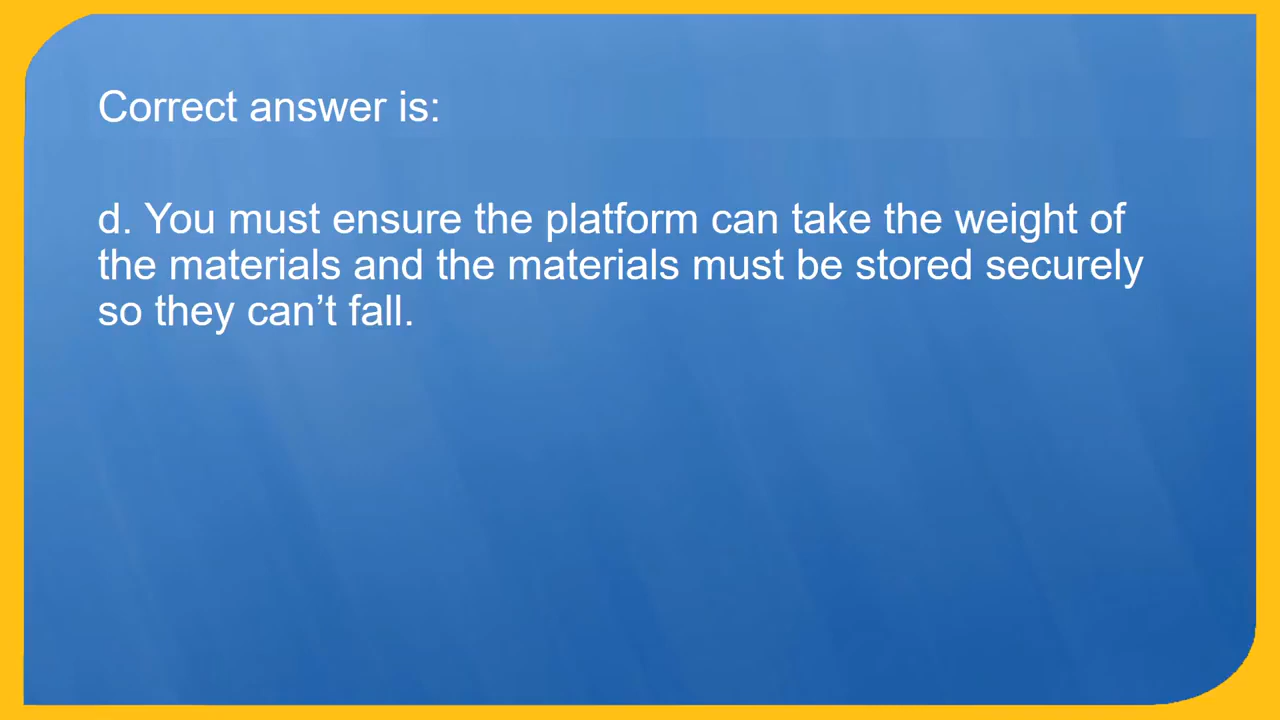 Correct answer is:
d. You must ensure the platform can take the weight of
the materials and the materials must be stored securely
so they can’t fall.